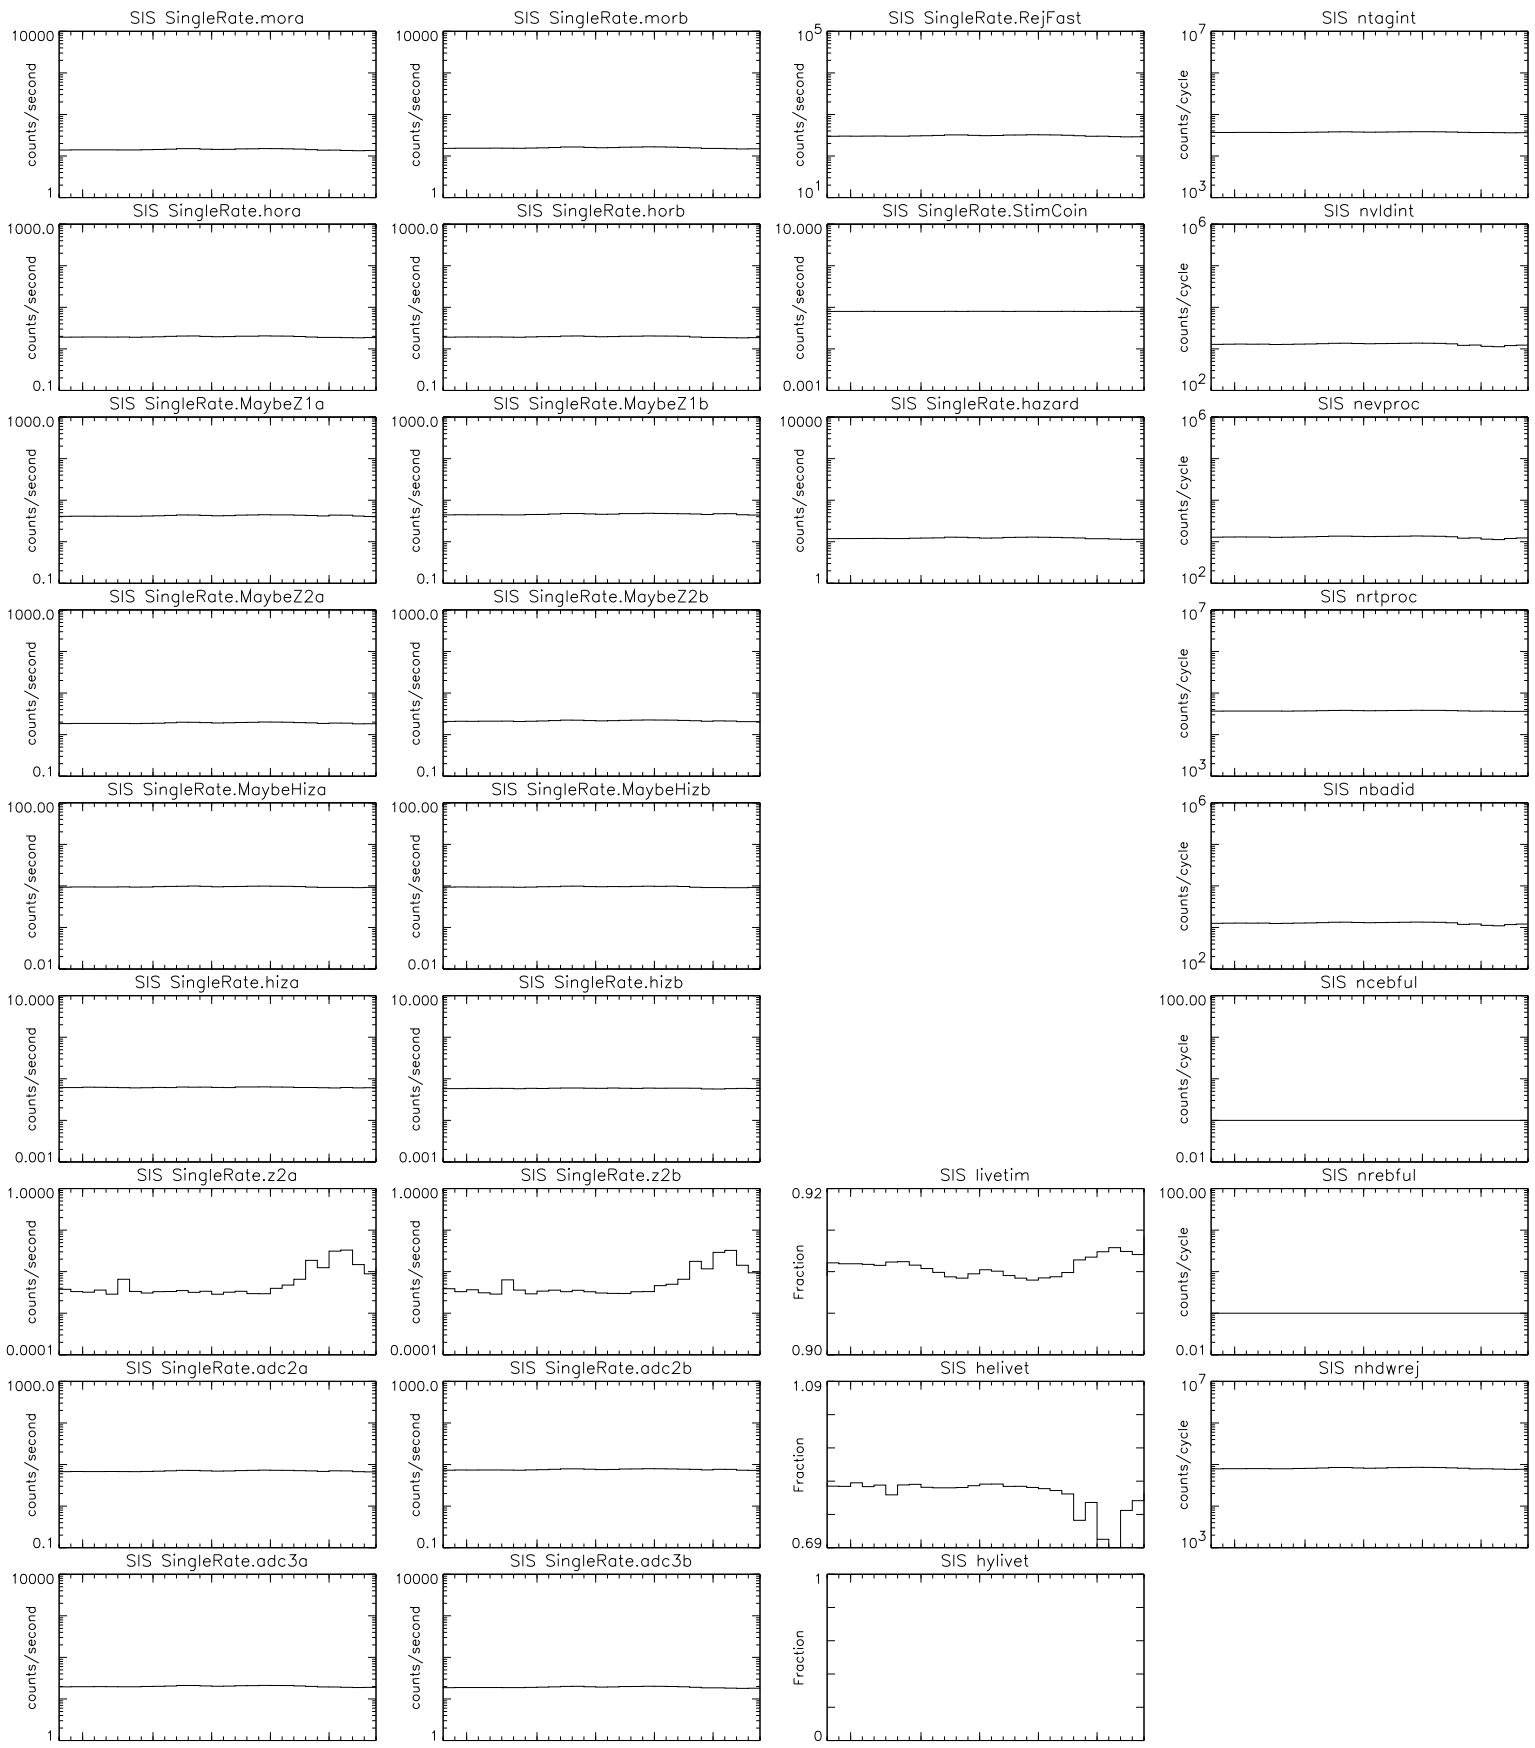 SIS SingleRate.mora
10000
counts/second
1
SIS SingleRate.morb
10000
counts/second
1
SIS SingleRate.RejFast
10^5
counts/second
10^1
SIS ntagint
10^7
counts/cycle
10^3
SIS SingleRate.hora
1000.0
counts/second
0.1
SIS SingleRate.horb
1000.0
counts/second
0.1
SIS SingleRate.StimCoin
10.000
counts/second
0.001
SIS nvldint
10^6
counts/cycle
10^2
SIS SingleRate.MaybeZ1a
1000.0
counts/second
0.1
SIS SingleRate.MaybeZ1b
1000.0
counts/second
0.1
SIS SingleRate.hazard
10000
counts/second
1
SIS nevproc
10^6
counts/cycle
10^2
SIS SingleRate.MaybeZ2a
1000.0
counts/second
0.1
SIS SingleRate.MaybeZ2b
1000.0
counts/second
0.1
SIS nrtproc
10^7
counts/cycle
10^3
SIS SingleRate.MaybeHiza
100.00
counts/second
0.01
SIS SingleRate.MaybeHizb
100.00
counts/second
0.01
SIS nbadid
10^6
counts/cycle
10^2
SIS SingleRate.hiza
10.000
counts/second
0.001
SIS SingleRate.hizb
10.000
counts/second
0.001
SIS ncebful
100.00
counts/cycle
0.01
SIS SingleRate.z2a
1.0000
counts/second
0.0001
SIS SingleRate.z2b
1.0000
counts/second
0.0001
SIS livetim
0.92
Fraction
0.90
SIS nrebful
100.00
counts/cycle
0.01
SIS SingleRate.adc2a
1000.0
counts/second
0.1
SIS SingleRate.adc2b
1000.0
counts/second
0.1
SIS helivet
1.09
Fraction
0.69
SIS nhdwrej
10^7
counts/cycle
10^3
SIS SingleRate.adc3a
10000
counts/second
1
SIS SingleRate.adc3b
10000
counts/second
1
SIS hylivet
1
Fraction
0